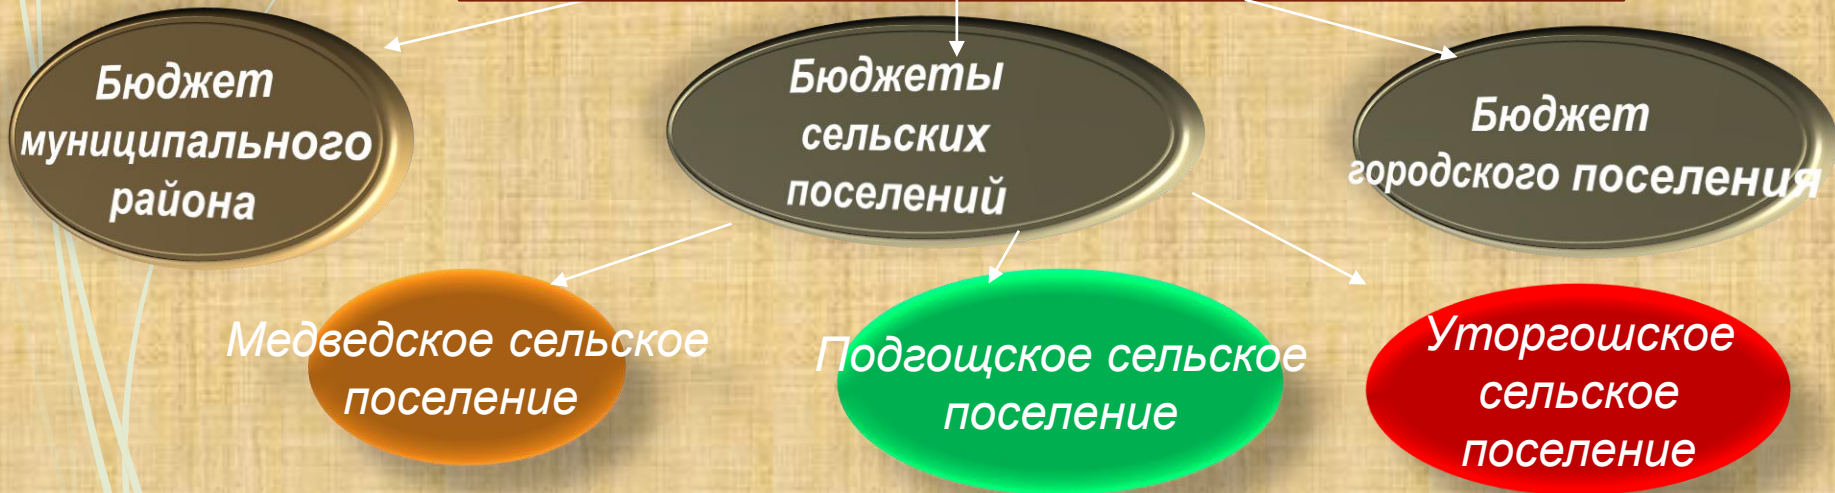 Бюджет
муниципального
района
Бюджеты
сельских
поселений
Бюджет
городского поселения
Медведское сельское
поселение
Подгощское сельское
поселение
Уторгошское
сельское
поселение